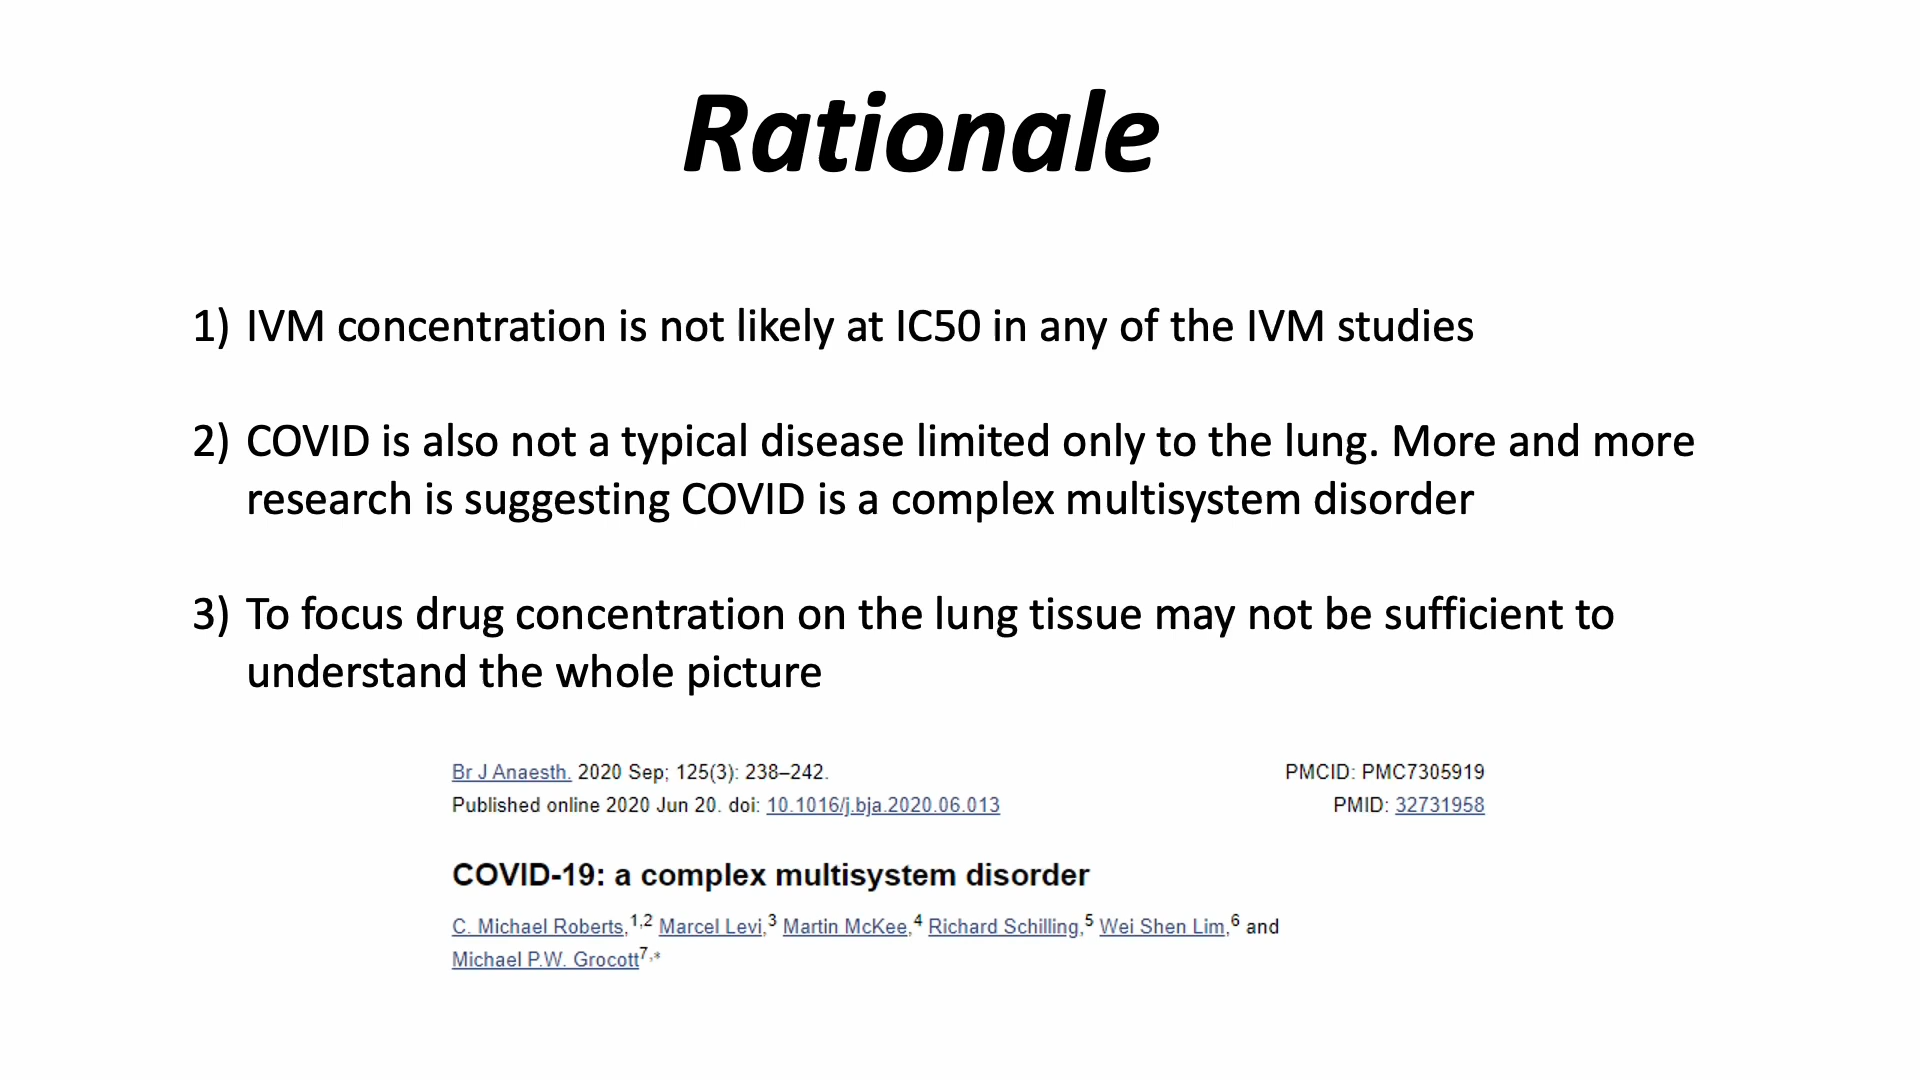 Rationale
1) IVM concentration is not likely at IC50 in any of the IVM studies
2) COVID is also not a typical disease limited only to the lung. More and more
research is suggesting COVID is a complex multisystem disorder
3) To focus drug concentration on the lung tissue may not be sufficient to
understand the whole picture
Br J Anaesth. 2020 Sep; 125(3): 238–242. PMCID: PMC7305919
Published online 2020 Jun 20. doi: 10.1016/j.bja.2020.06.013 PMID: 32731958
COVID-19: a complex multisystem disorder
C. Michael Roberts,1,2 Marcel Levi,3 Martin McKee,4 Richard Schilling,5 Wei Shen Lim,6 and
Michael P.W. Grocott7,*